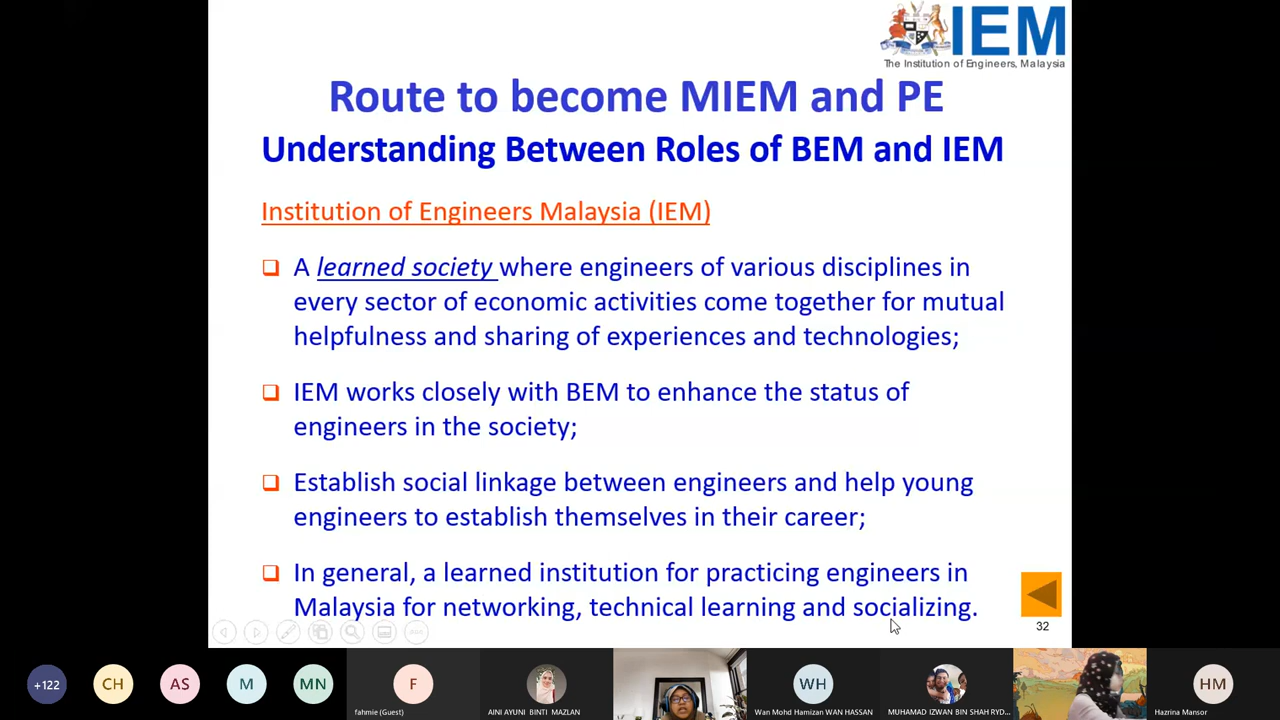 IEM
The Institution of Engineers, Malaysia
Route to become MIEM and PE
Understanding Between Roles of BEM and IEM
Institution of Engineers Malaysia (IEM)
A learned society where engineers of various disciplines in
every sector of economic activities come together for mutual
helpfulness and sharing of experiences and technologies;
IEM works closely with BEM to enhance the status of
engineers in the society;
Establish social linkage between engineers and help young
engineers to establish themselves in their career;
In general, a learned institution for practicing engineers in
Malaysia for networking, technical learning and socializing.
32
+122
CH
AS
M
MN
F
WH
HM
fahmie (Guest)
AINI AYUNI BINTI MAZLAN
Wan Mohd Hamizan WAN HASSAN
MUHAMAD IZWAN BIN SHAH RYD...
Hazrina Mansor